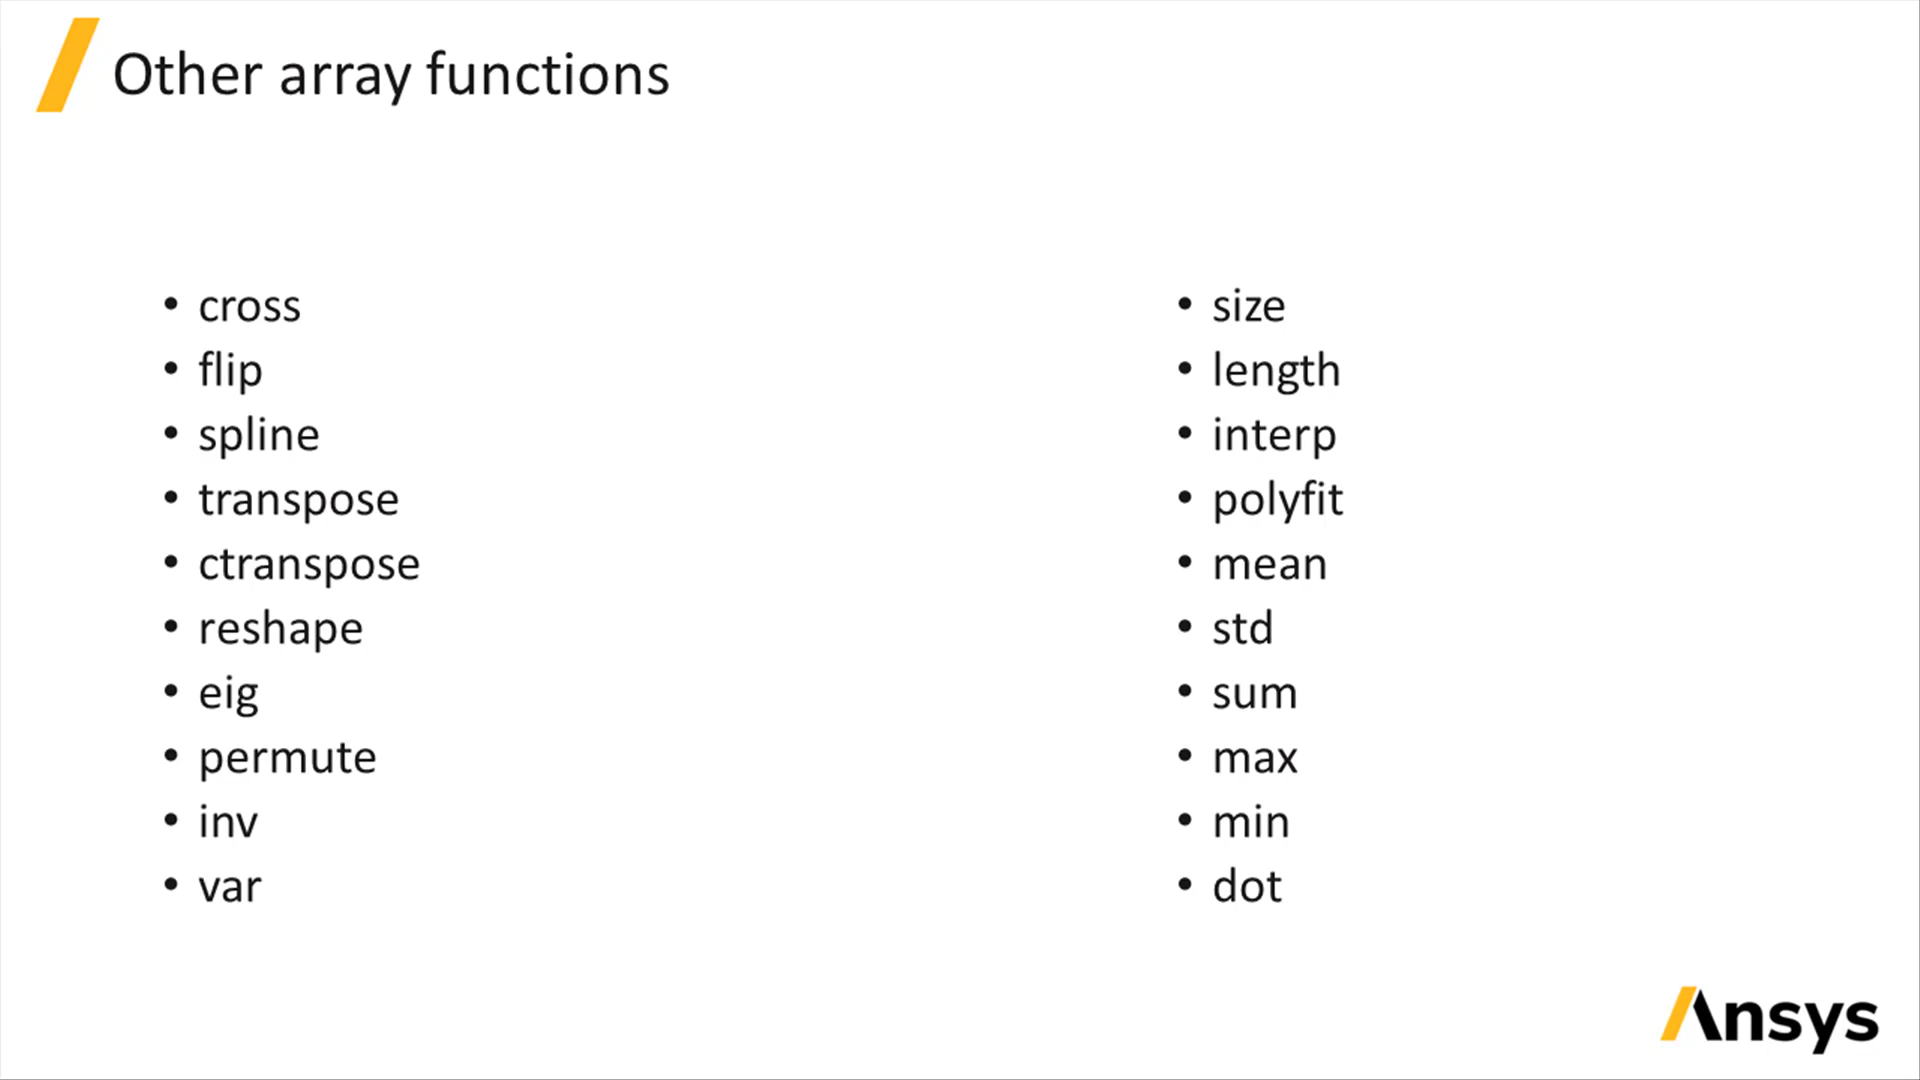 Other array functions
• cross
• flip
• spline
• transpose
• ctranspose
• reshape
• eig
• permute
• inv
• var
• size
• length
• interp
• polyfit
• mean
• std
• sum
• max
• min
• dot
Ansys